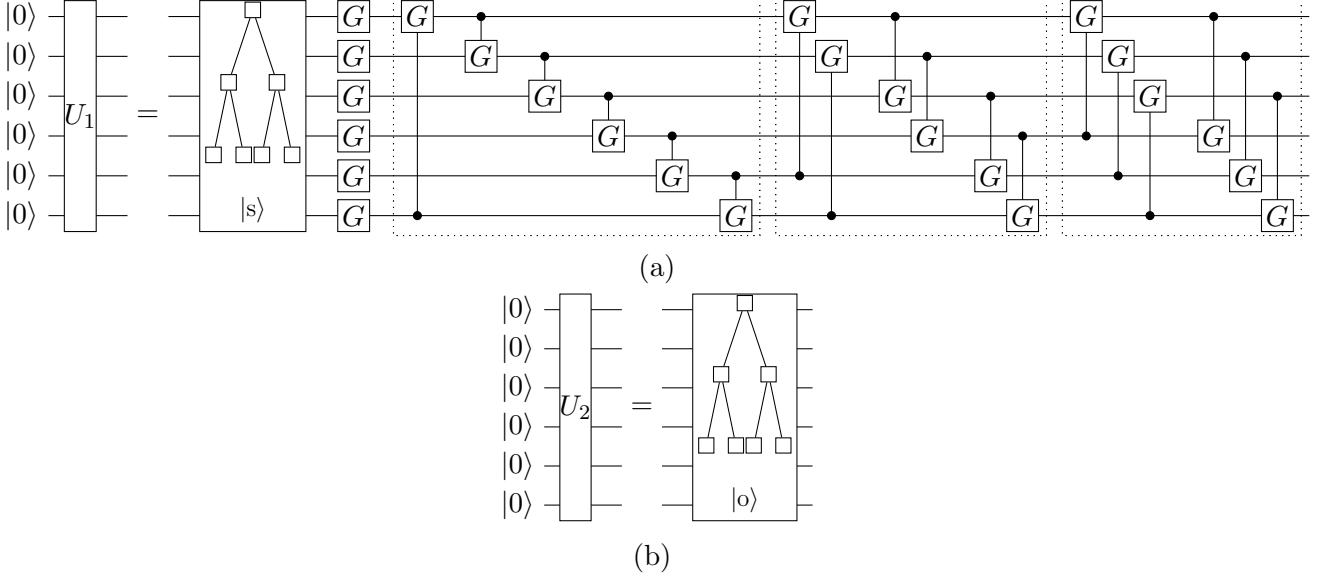 |0⟩ G G G G
|0⟩ G G G G G
|0⟩ G G G G
|0⟩ U₁ = G G G G
|0⟩ G G G G
|0⟩ |s⟩ G G G G
(a)
|0⟩
|0⟩
|0⟩
|0⟩ U₂ =
|0⟩
|0⟩ |o⟩
(b)